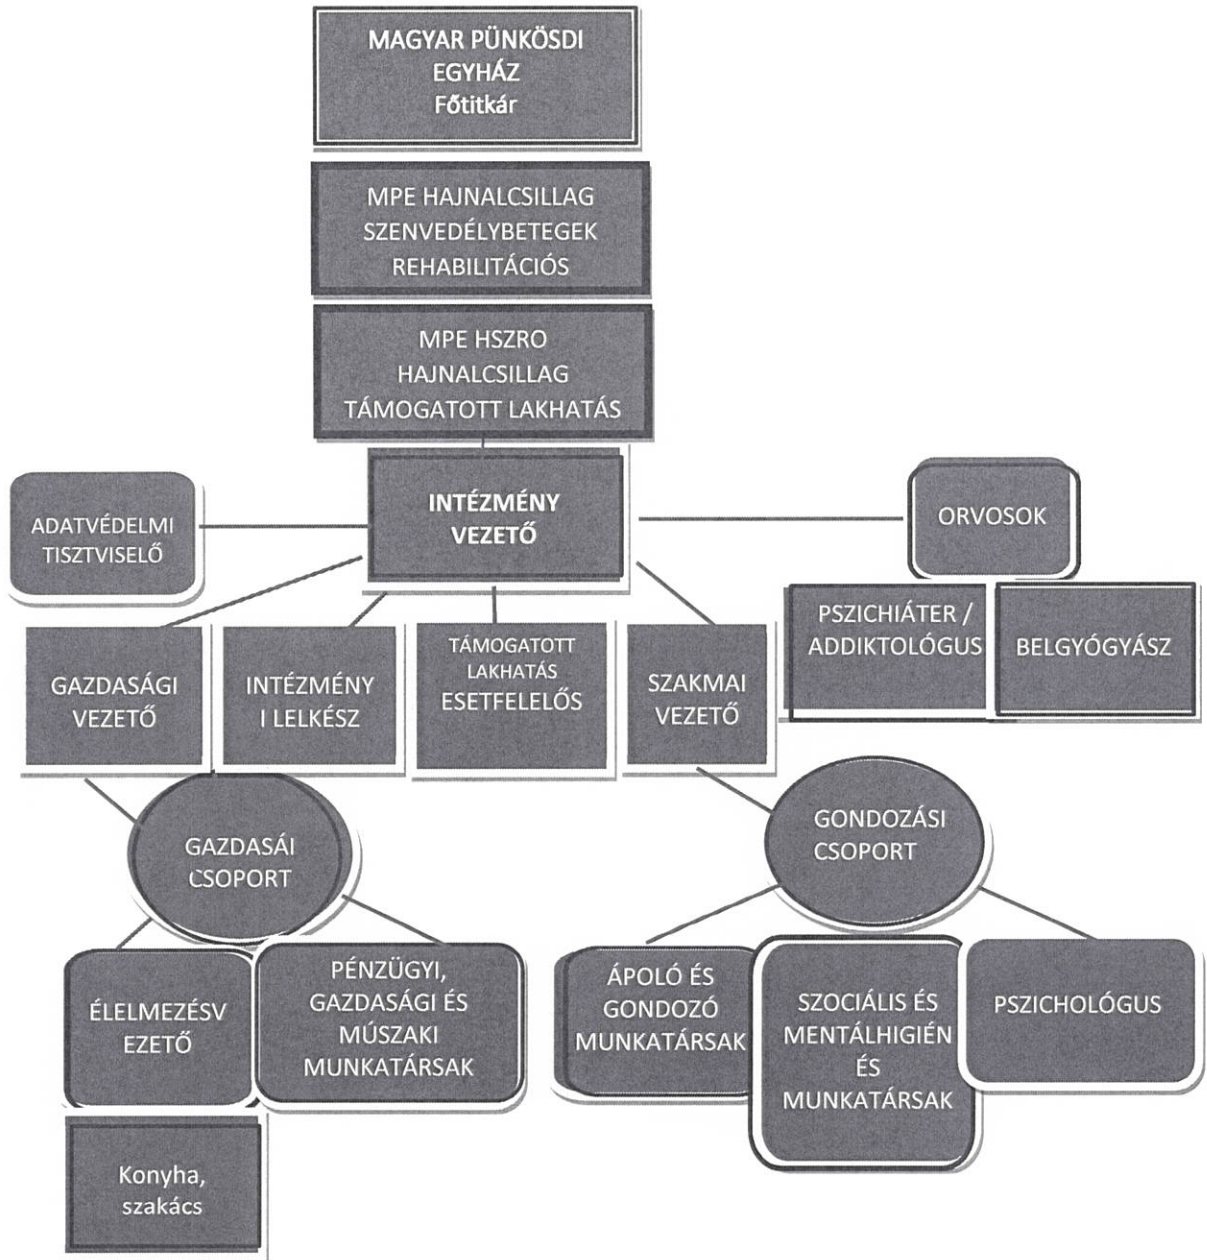 MAGYAR PÜNKÖSDI
EGYHÁZ
Főtitkár
MPE HAJNALCSILLAG
SZENVEDÉLYBETEGEK
REHABILITÁCIÓS
MPE HSZRO
HAJNALCSILLAG
TÁMOGATOTT LAKHATÁS
INTÉZMÉNY
VEZETŐ
ADATVÉDELMI
TISZTVISELŐ
ORVOSOK
PSZICHIÁTER /
ADDIKTOLÓGUS
BELGYÓGYÁSZ
GAZDASÁGI
VEZETŐ
INTÉZMÉNY
I LELKÉSZ
TÁMOGATOTT
LAKHATÁS
ESETFELELŐS
SZAKMAI
VEZETŐ
GAZDASÁI
CSOPORT
GONDOZÁSI
CSOPORT
ÉLELMEZÉSV
EZETŐ
PÉNZÜGYI,
GAZDASÁGI ÉS
MÚSZAKI
MUNKATÁRSAK
ÁPOLÓ ÉS
GONDOZÓ
MUNKATÁRSAK
SZOCIÁLIS ÉS
MENTÁLHIGIÉN
ÉS
MUNKATÁRSAK
PSZICHOLÓGUS
Konyha,
szakács